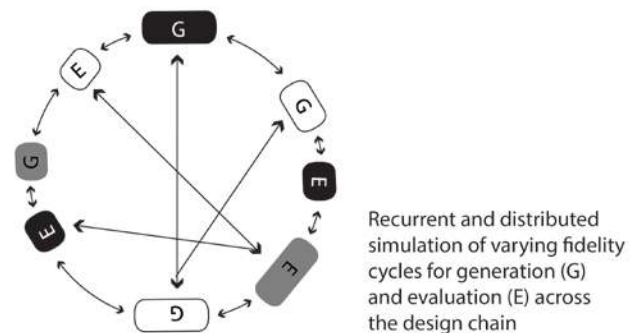 G
G
E
E
G
E
G
E
Recurrent and distributed
simulation of varying fidelity
cycles for generation (G)
and evaluation (E) across
the design chain